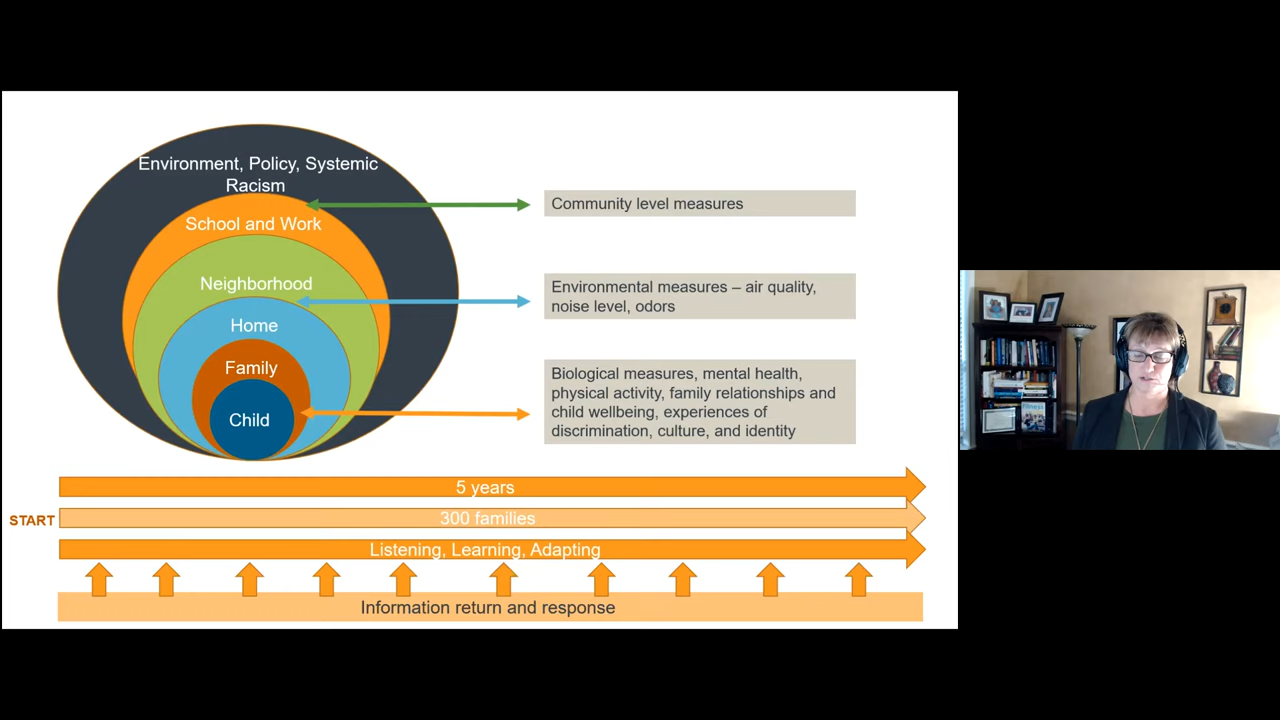 Environment, Policy, Systemic
Racism
School and Work
Neighborhood
Home
Family
Child
Community level measures
Environmental measures – air quality,
noise level, odors
Biological measures, mental health,
physical activity, family relationships and
child wellbeing, experiences of
discrimination, culture, and identity
5 years
START
300 families
Listening, Learning, Adapting
Information return and response